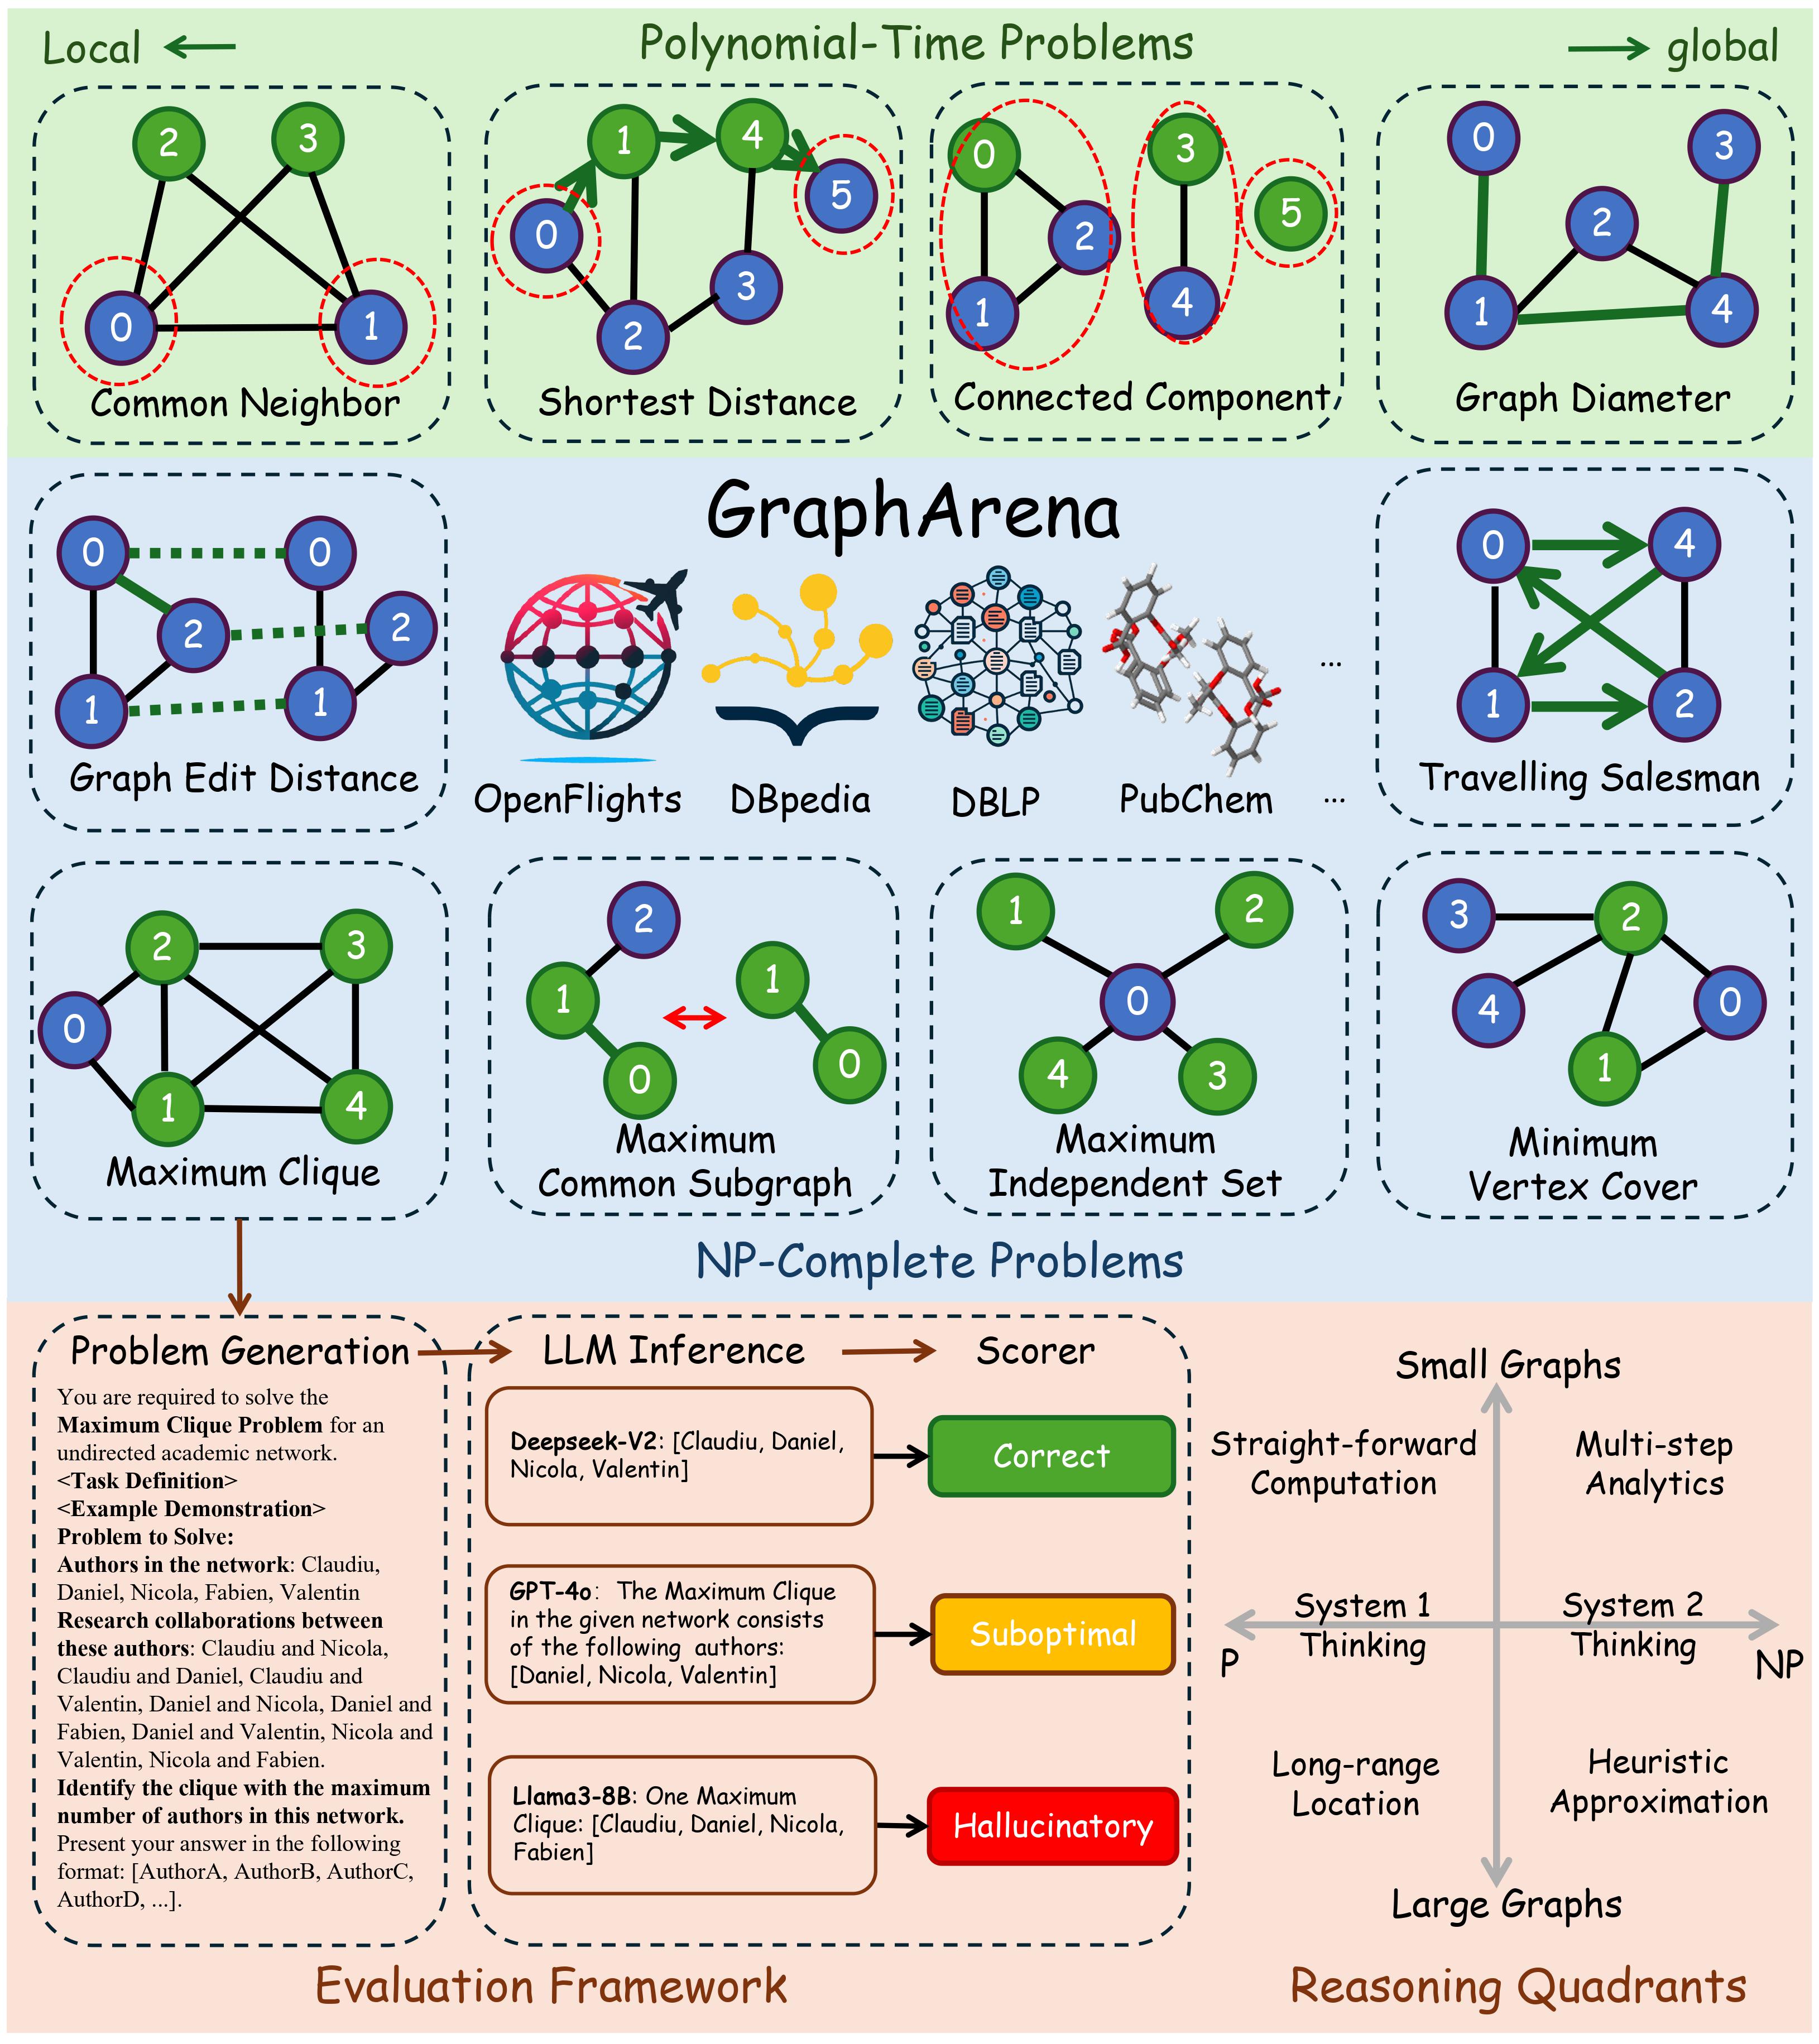 Local
Polynomial-Time Problems
global
2
3
0
1
Common Neighbor
1
4
0
5
3
2
Shortest Distance
0
3
2
5
1
4
Connected Component
0
3
2
1
4
Graph Diameter
0
0
2
2
1
1
Graph Edit Distance
GraphArena
OpenFlights
DBpedia
DBLP
PubChem
...
...
0
4
1
2
Travelling Salesman
2
3
0
1
4
Maximum Clique
2
1
1
0
0
Maximum
Common Subgraph
1
2
0
4
3
Maximum
Independent Set
3
2
4
0
1
Minimum
Vertex Cover
NP-Complete Problems
Problem Generation
You are required to solve the
Maximum Clique Problem for an
undirected academic network.
<Task Definition>
<Example Demonstration>
Problem to Solve:
Authors in the network: Claudiu,
Daniel, Nicola, Fabien, Valentin
Research collaborations between
these authors: Claudiu and Nicola,
Claudiu and Daniel, Claudiu and
Valentin, Daniel and Nicola, Daniel and
Fabien, Daniel and Valentin, Nicola and
Valentin, Nicola and Fabien.
Identify the clique with the maximum
number of authors in this network.
Present your answer in the following
format: [AuthorA, AuthorB, AuthorC,
AuthorD, ...].
LLM Inference
Scorer
Deepseek-V2: [Claudiu, Daniel,
Nicola, Valentin]
Correct
GPT-4o: The Maximum Clique
in the given network consists
of the following authors:
[Daniel, Nicola, Valentin]
Suboptimal
Llama3-8B: One Maximum
Clique: [Claudiu, Daniel, Nicola,
Fabien]
Hallucinatory
Evaluation Framework
Small Graphs
Straight-forward
Computation
Multi-step
Analytics
System 1
Thinking
System 2
Thinking
P
NP
Long-range
Location
Heuristic
Approximation
Large Graphs
Reasoning Quadrants